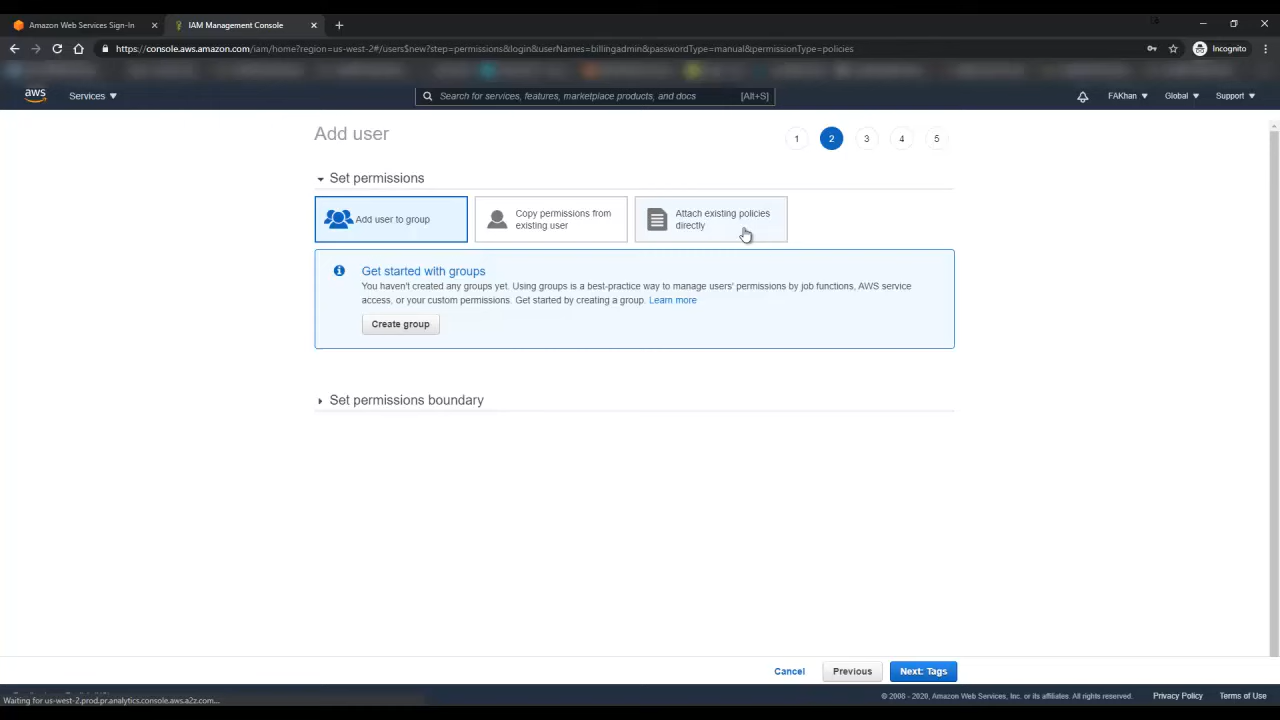 Amazon Web Services Sign-In
IAM Management Console
https://console.aws.amazon.com/iam/home?region=us-west-2#/users$new?step=permissions&login&userNames=billingadmin&passwordType=manual&permissionType=policies
Incognito
aws
Services
Search for services, features, marketplace products, and docs
[Alt+S]
FAKhan
Global
Support
Add user
1
2
3
4
5
Set permissions
Add user to group
Copy permissions from
existing user
Attach existing policies
directly
Get started with groups
You haven't created any groups yet. Using groups is a best-practice way to manage users' permissions by job functions, AWS service
access, or your custom permissions. Get started by creating a group. Learn more
Create group
Set permissions boundary
Cancel
Previous
Next: Tags
Waiting for us-west-2.prod.pr.analytics.console.aws.a2z.com...
© 2008 - 2020, Amazon Web Services, Inc. or its affiliates. All rights reserved.
Privacy Policy
Terms of Use